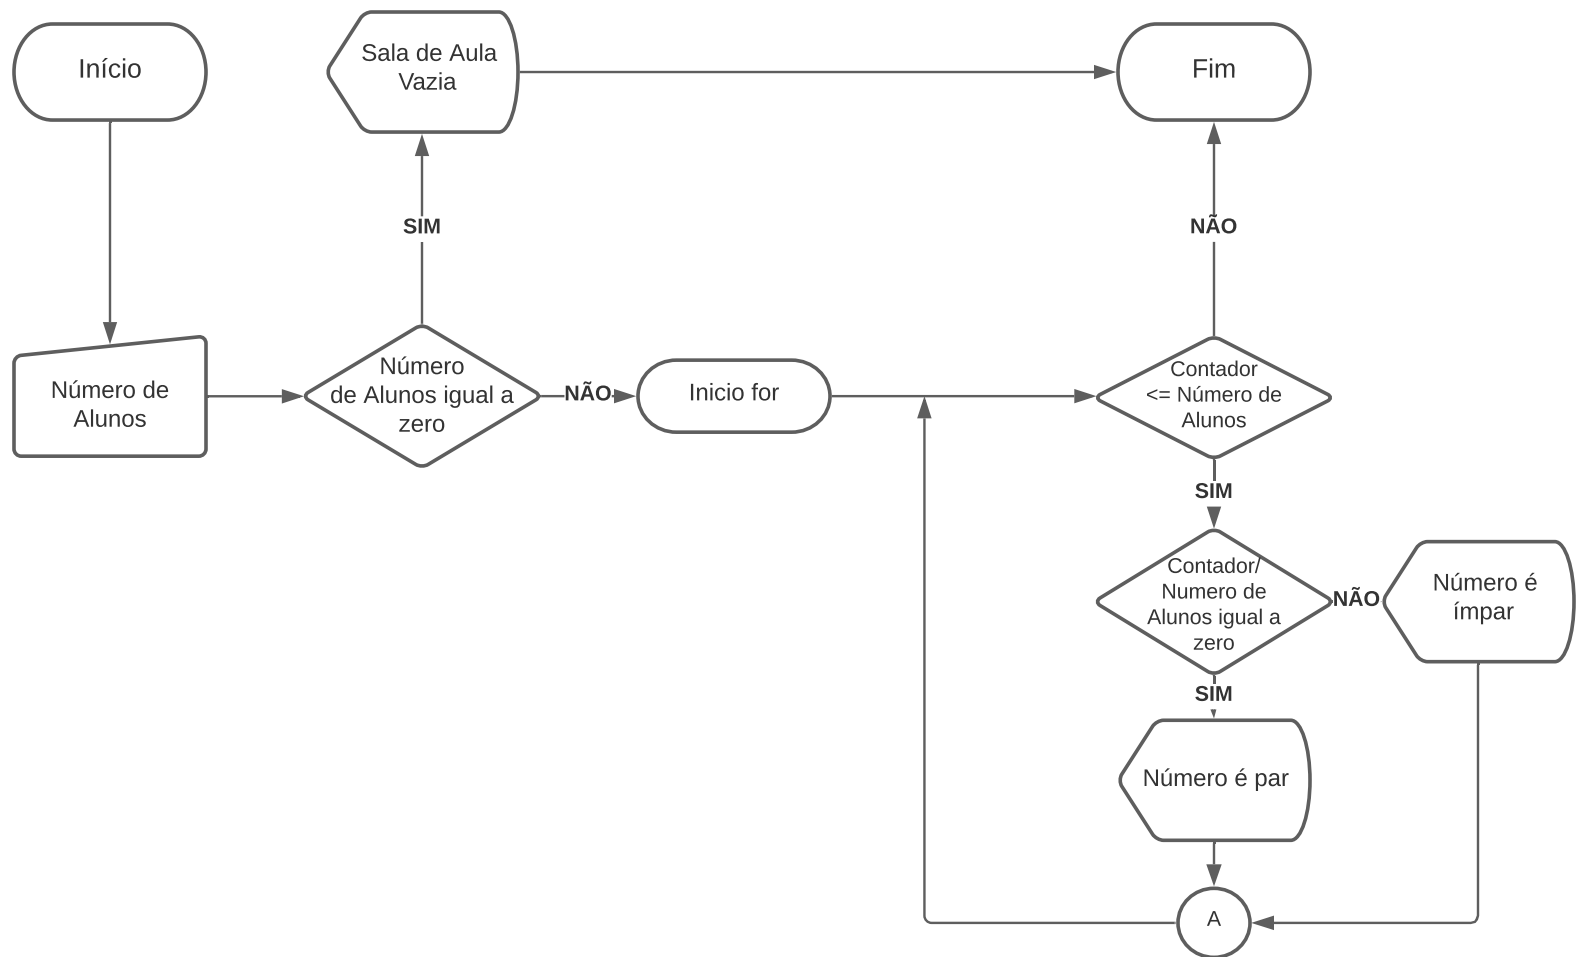 Início
Sala de Aula
Vazia
Fim
SIM
NÃO
Número de
Alunos
Número
de Alunos igual a
zero
NÃO
Inicio for
Contador
<= Número de
Alunos
SIM
Contador/
Numero de
Alunos igual a
zero
NÃO
Número é
ímpar
SIM
Número é par
A